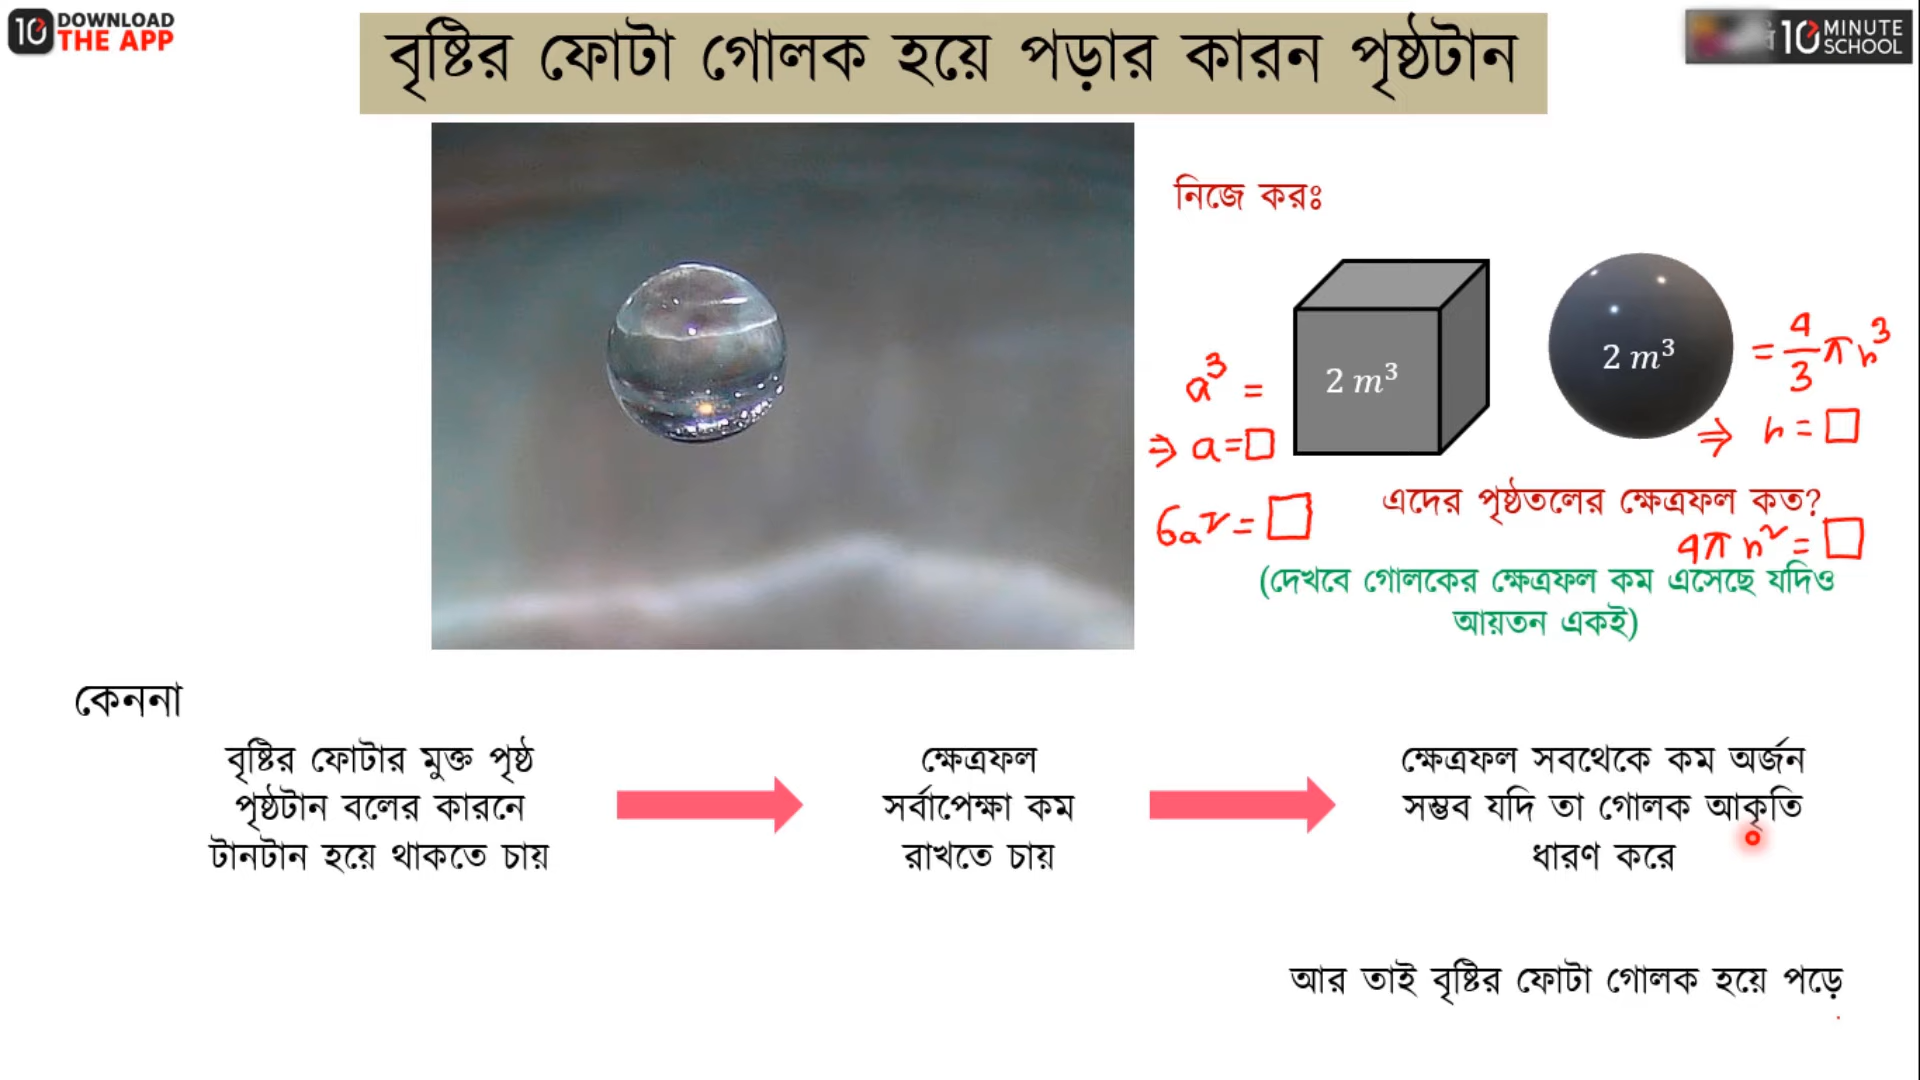 10 DOWNLOAD THE APP
10 MINUTE SCHOOL
বৃষ্টির ফোটা গোলক হয়ে পড়ার কারন পৃষ্ঠটান
নিজে করঃ
a³ =
2 m³
2 m³
= 4/3 π r³
⇒ a = □
⇒ r = □
6a² = □
এদের পৃষ্ঠতলের ক্ষেত্রফল কত?
4π r² = □
(দেখবে গোলকের ক্ষেত্রফল কম এসেছে যদিও
আয়তন একই)
কেননা
বৃষ্টির ফোটার মুক্ত পৃষ্ঠ
পৃষ্ঠটান বলের কারনে
টানটান হয়ে থাকতে চায়
ক্ষেত্রফল
সর্বাপেক্ষা কম
রাখতে চায়
ক্ষেত্রফল সবথেকে কম অর্জন
সম্ভব যদি তা গোলক আকৃতি
ধারণ করে
আর তাই বৃষ্টির ফোটা গোলক হয়ে পড়ে